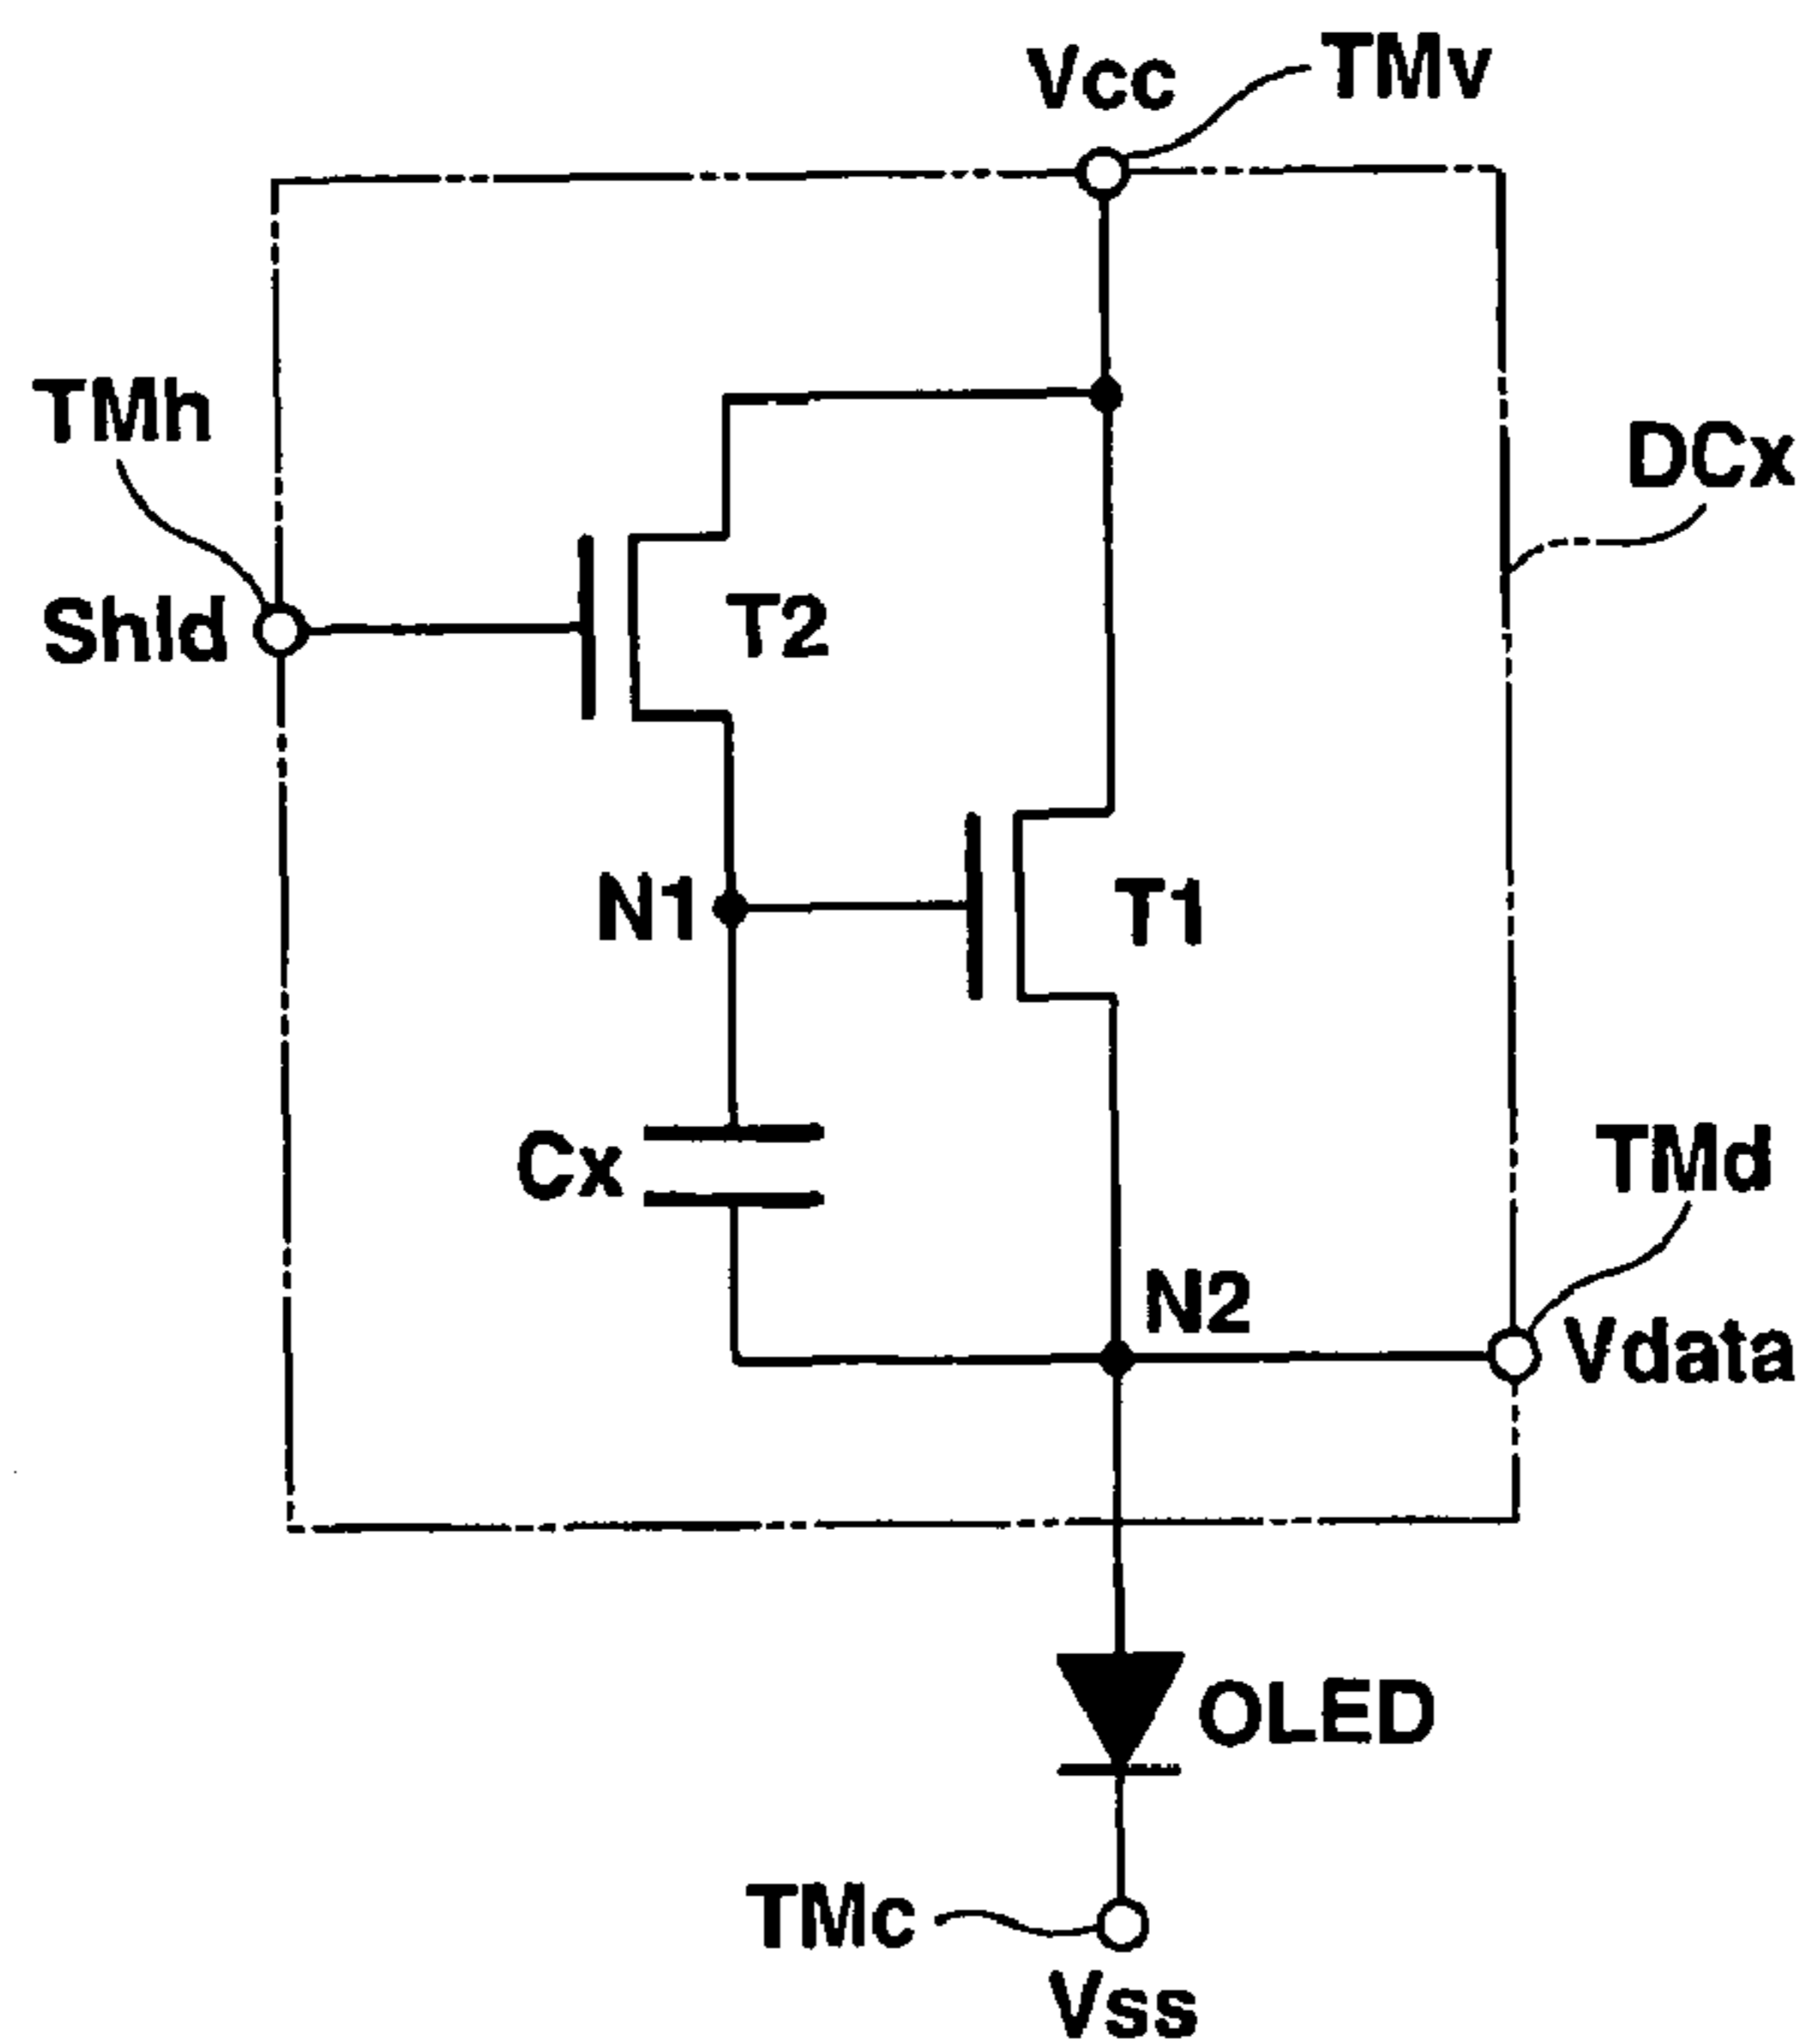 Vcc
TMv
TMh
DCx
Shld
T2
N1
T1
Cx
TMd
N2
Vdata
OLED
TMc
Vss